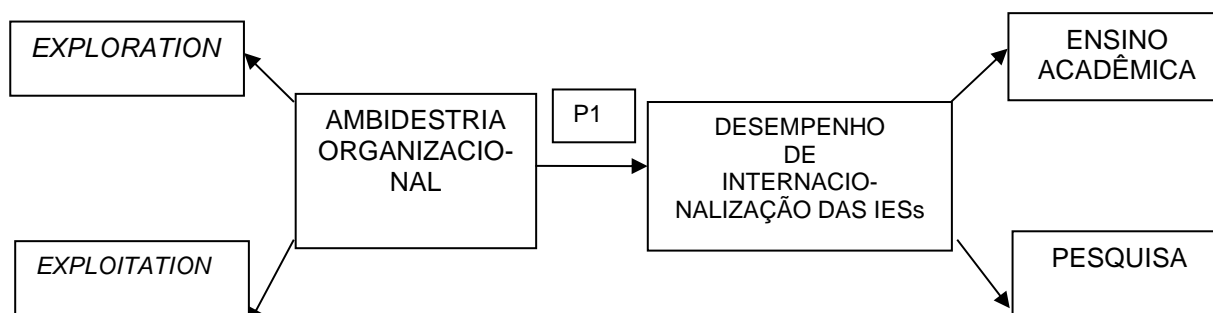 EXPLORATION
ENSINO
ACADÊMICA
AMBIDESTRIA
ORGANIZACIO-
NAL
P1
DESEMPENHO
DE
INTERNACIO-
NALIZAÇÃO DAS IESs
EXPLOITATION
PESQUISA